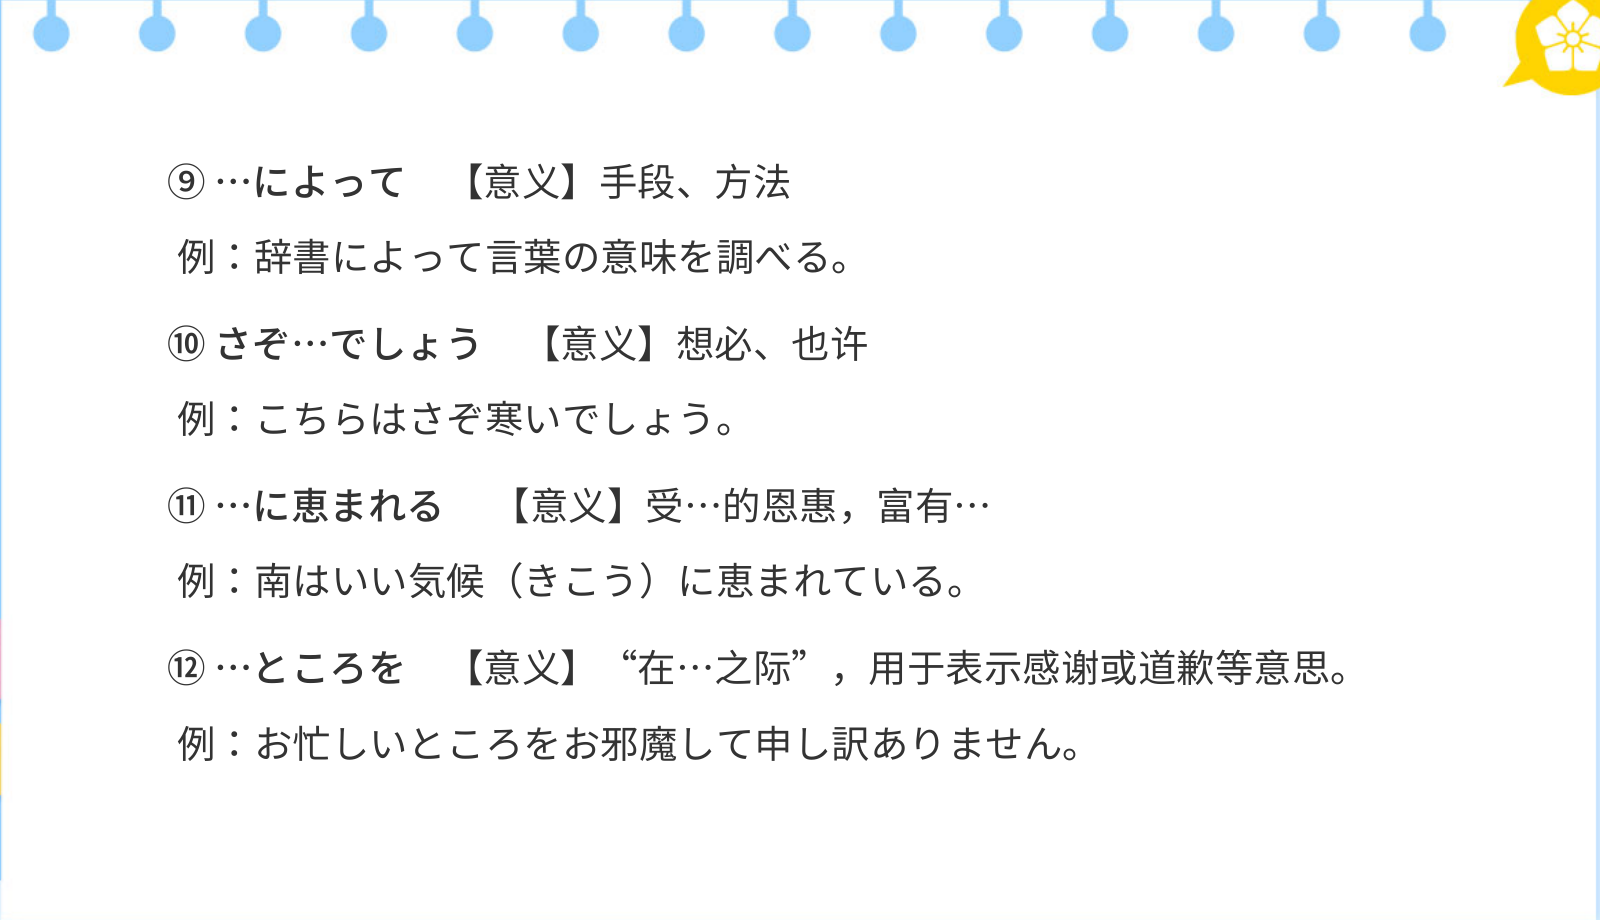 ⑨ …によって　【意义】手段、方法
例：辞書によって言葉の意味を調べる。
⑩ さぞ…でしょう　【意义】想必、也许
例：こちらはさぞ寒いでしょう。
⑪ …に恵まれる　【意义】受…的恩惠，富有…
例：南はいい気候（きこう）に恵まれている。
⑫ …ところを　【意义】“在…之际”，用于表示感谢或道歉等意思。
例：お忙しいところをお邪魔して申し訳ありません。